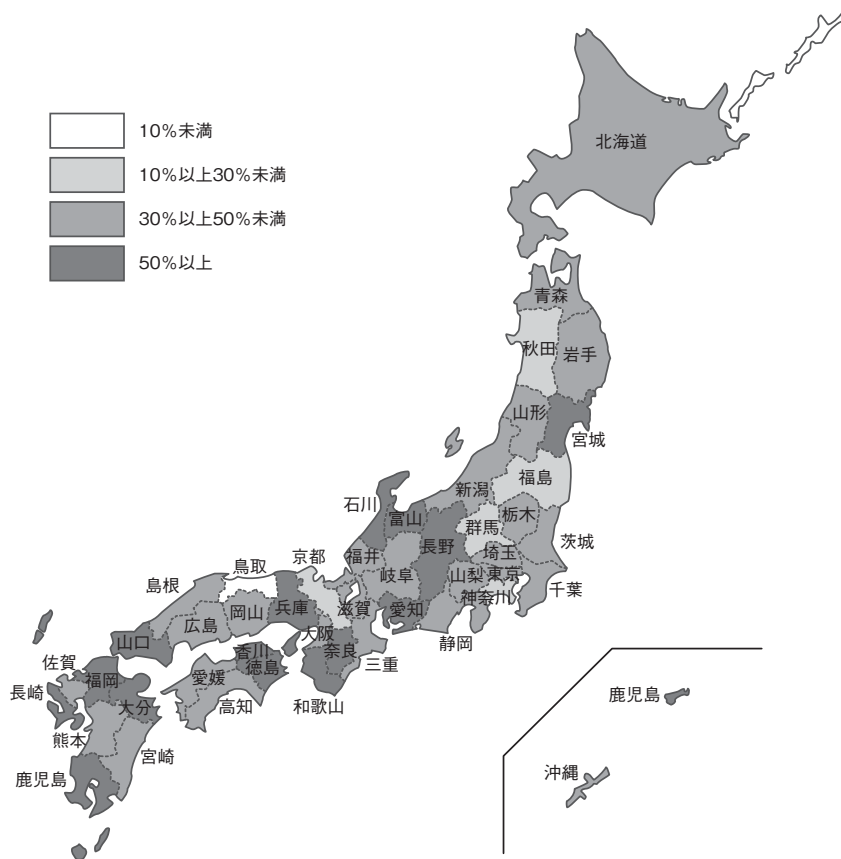 10%未満
10%以上30%未満
30%以上50%未満
50%以上
北海道
青森
秋田
岩手
山形
宮城
福島
新潟
石川
富山
群馬
栃木
長野
福井
埼玉
茨城
京都
岐阜
山梨
東京
千葉
鳥取
神奈川
島根
岡山
兵庫
滋賀
愛知
静岡
広島
大阪
奈良
三重
山口
香川
徳島
愛媛
高知
和歌山
佐賀
福岡
長崎
大分
熊本
宮崎
鹿児島
鹿児島
沖縄